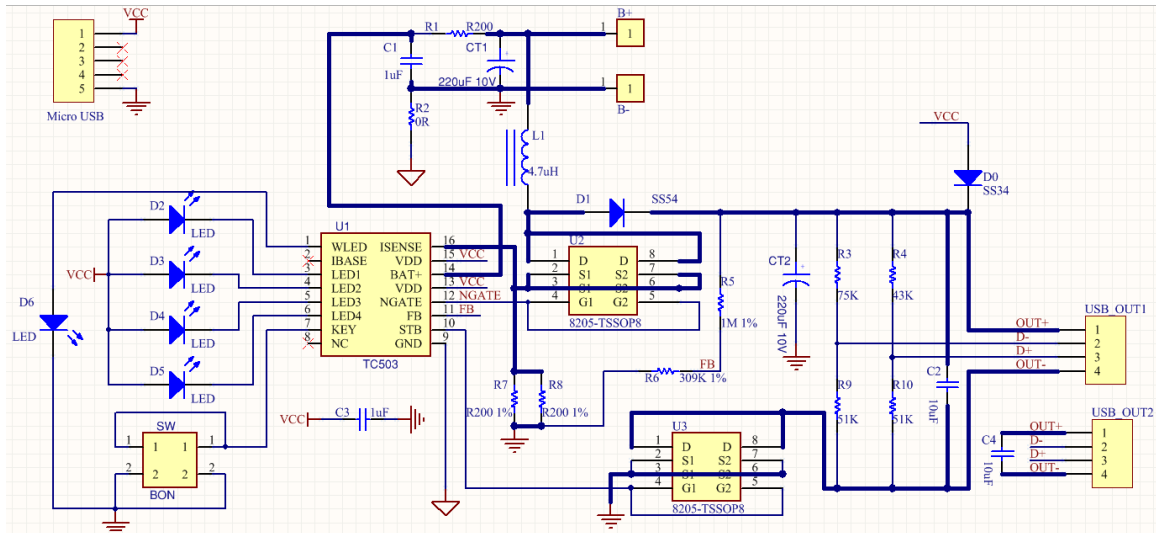 VCC
1
2
3
4
5
Micro USB
R1 R200
C1
1uF
CT1
+
220uF 10V
R2
0R
B+
1 1
1 1
B-
L1
4.7uH
VCC
D0
SS34
D1 SS54
D2
LED
D3
LED
VCC
D4
LED
D5
LED
D6
LED
U1
1 WLED ISENSE 16
2 IBASE VDD 15 VCC
3 LED1 BAT+ 14
4 LED2 VDD 13 VCC
5 LED3 NGATE 12 NGATE
6 LED4 FB 11 FB
7 KEY STB 10
8 NC GND 9
TC503
U2
1 D D 8
2 S1 S2 7
3 S1 S2 6
4 G1 G2 5
8205-TSSOP8
CT2
+
220uF 10V
R5
1M 1%
R3
75K
R4
43K
USB_OUT1
OUT+ 1
D- 2
D+ 3
OUT- 4
FB
R6 309K 1%
R7
R200 1%
R8
R200 1%
R9
51K
R10
51K
C2
10uF
VCC C3 1uF
SW
1 1 1
2 2 2
BON
U3
1 D D 8
2 S1 S2 7
3 S1 S2 6
4 G1 G2 5
8205-TSSOP8
USB_OUT2
OUT+ 1
D- 2
D+ 3
OUT- 4
C4
10uF